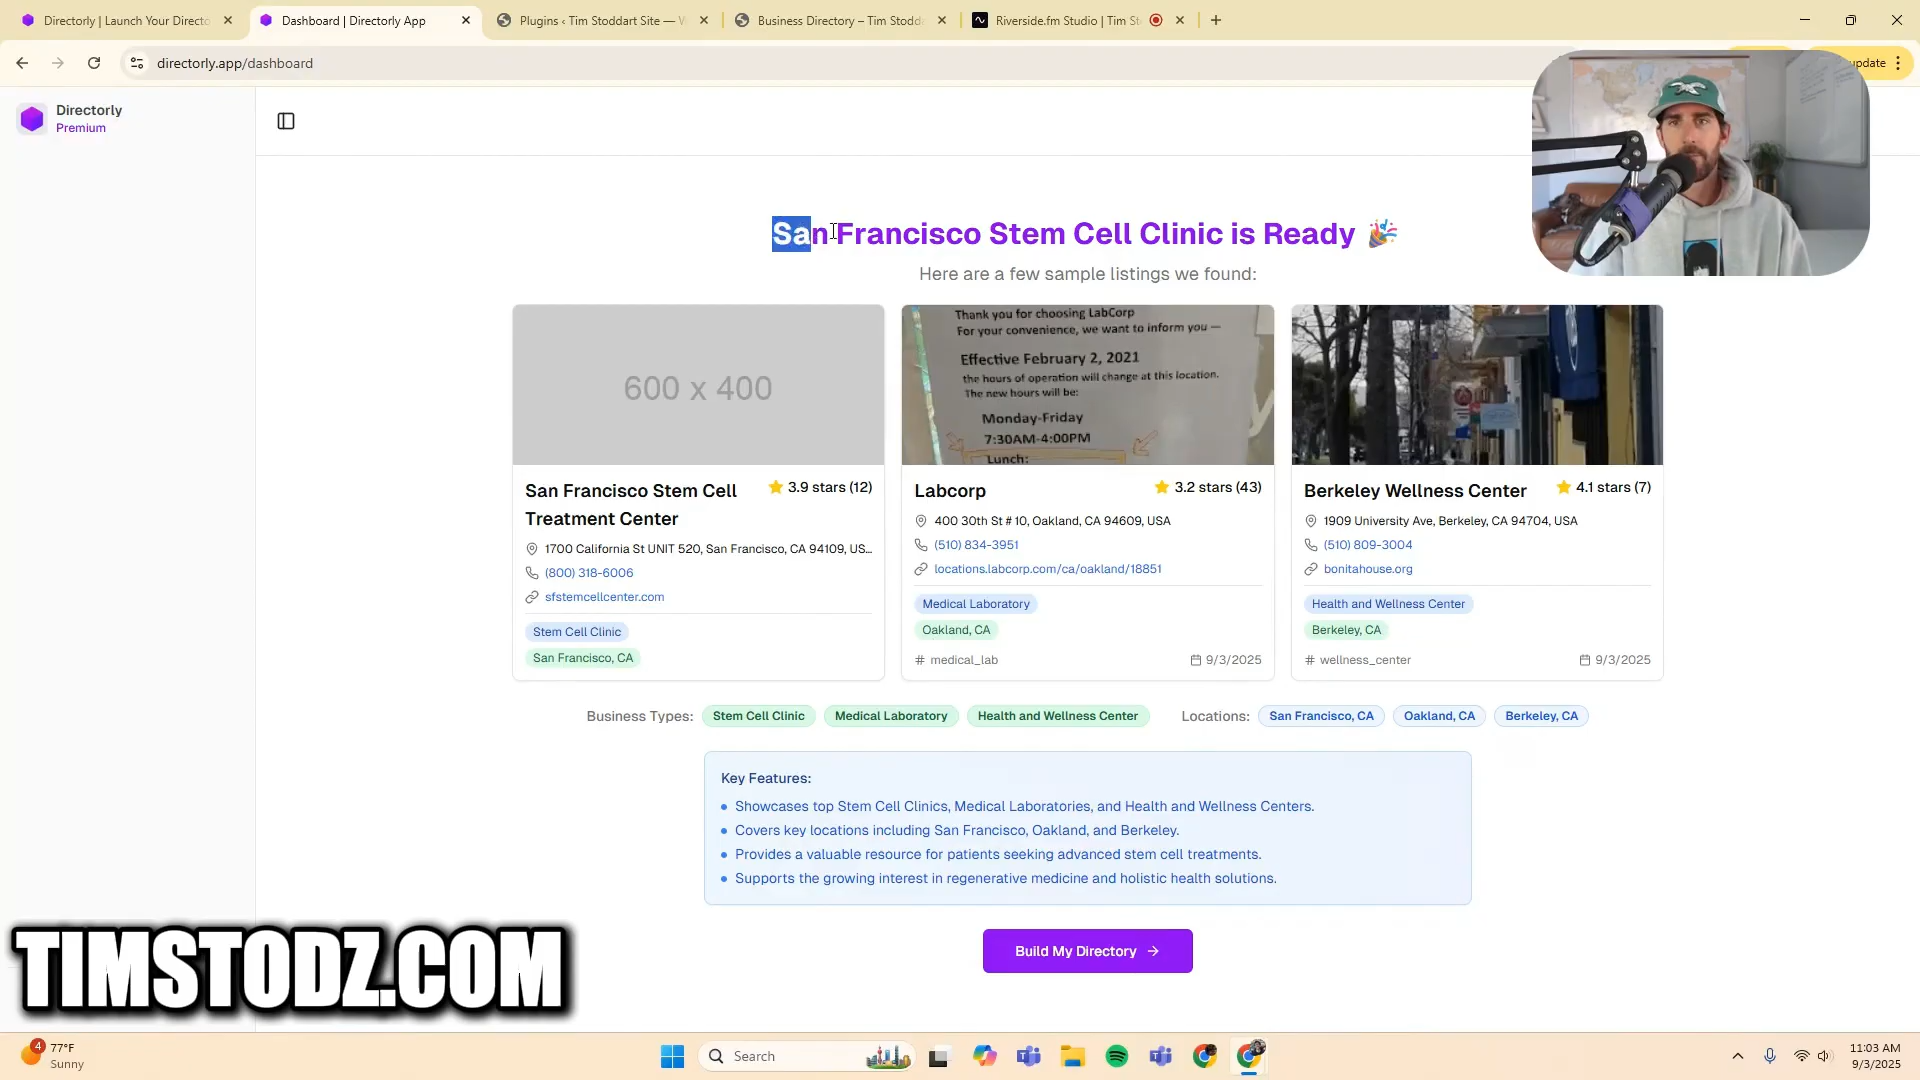 Directorly | Launch Your Directo
Dashboard | Directorly App
Plugins ‹ Tim Stoddart Site — W
Business Directory – Tim Stodda
Riverside.fm Studio | Tim St
directorly.app/dashboard
update
Directorly
Premium
San Francisco Stem Cell Clinic is Ready 🎉
Here are a few sample listings we found:
600 x 400
Thank you for choosing LabCorp
For your convenience, we want to inform you —
Effective February 2, 2021
the hours of operation will change at this location.
The new hours will be:
Monday-Friday
7:30AM-4:00PM
Lunch:
San Francisco Stem Cell Treatment Center
3.9 stars (12)
1700 California St UNIT 520, San Francisco, CA 94109, US...
(800) 318-6006
sfstemcellcenter.com
Stem Cell Clinic
San Francisco, CA
Labcorp
3.2 stars (43)
400 30th St # 10, Oakland, CA 94609, USA
(510) 834-3951
locations.labcorp.com/ca/oakland/18851
Medical Laboratory
Oakland, CA
# medical_lab
9/3/2025
Berkeley Wellness Center
4.1 stars (7)
1909 University Ave, Berkeley, CA 94704, USA
(510) 809-3004
bonitahouse.org
Health and Wellness Center
Berkeley, CA
# wellness_center
9/3/2025
Business Types: Stem Cell Clinic Medical Laboratory Health and Wellness Center Locations: San Francisco, CA Oakland, CA Berkeley, CA
Key Features:
• Showcases top Stem Cell Clinics, Medical Laboratories, and Health and Wellness Centers.
• Covers key locations including San Francisco, Oakland, and Berkeley.
• Provides a valuable resource for patients seeking advanced stem cell treatments.
• Supports the growing interest in regenerative medicine and holistic health solutions.
Build My Directory →
TIMSTODZ.COM
4
77°F
Sunny
Search
11:03 AM
9/3/2025